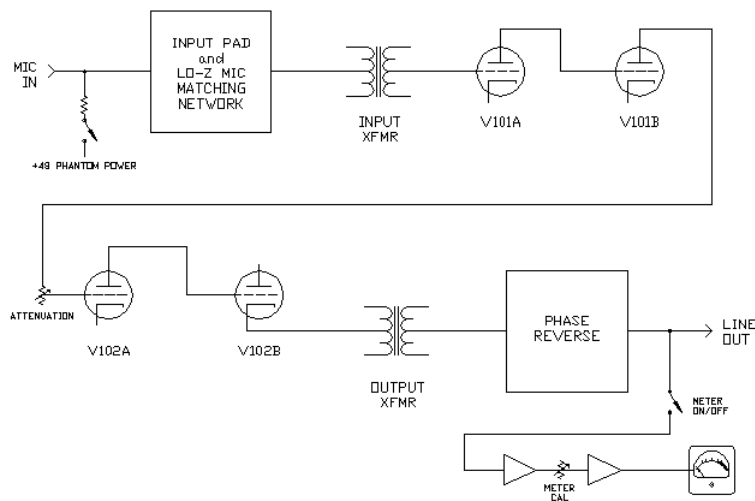 MIC
IN
INPUT PAD
and
LO-Z MIC
MATCHING
NETWORK
+48 PHANTOM POWER
INPUT
XFMR
V101A
V101B
ATTENUATION
V102A
V102B
OUTPUT
XFMR
PHASE
REVERSE
LINE
OUT
METER
ON/OFF
METER
CAL